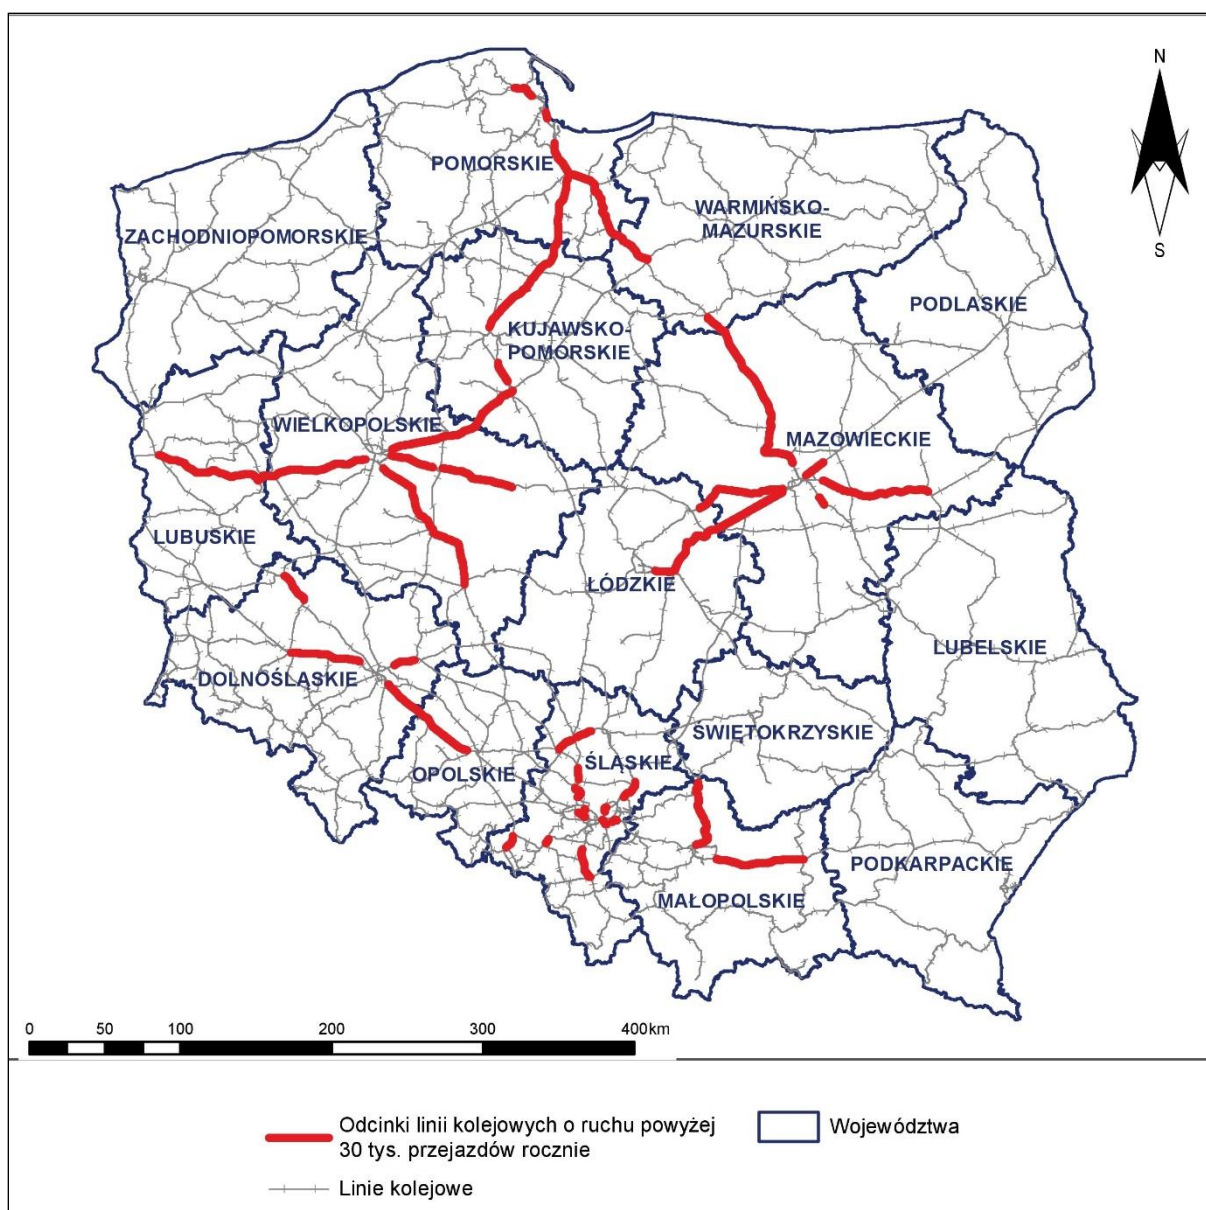 N
S
POMORSKIE
WARMIŃSKO-
MAZURSKIE
ZACHODNIOPOMORSKIE
PODLASKIE
KUJAWSKO-
POMORSKIE
WIELKOPOLSKIE
MAZOWIECKIE
LUBUSKIE
ŁÓDZKIE
LUBELSKIE
DOLNOŚLĄSKIE
ŚWIĘTOKRZYSKIE
OPOLSKIE
ŚLĄSKIE
PODKARPACKIE
MAŁOPOLSKIE
0 50 100 200 300 400km
Odcinki linii kolejowych o ruchu powyżej
30 tys. przejazdów rocznie
Województwa
Linie kolejowe